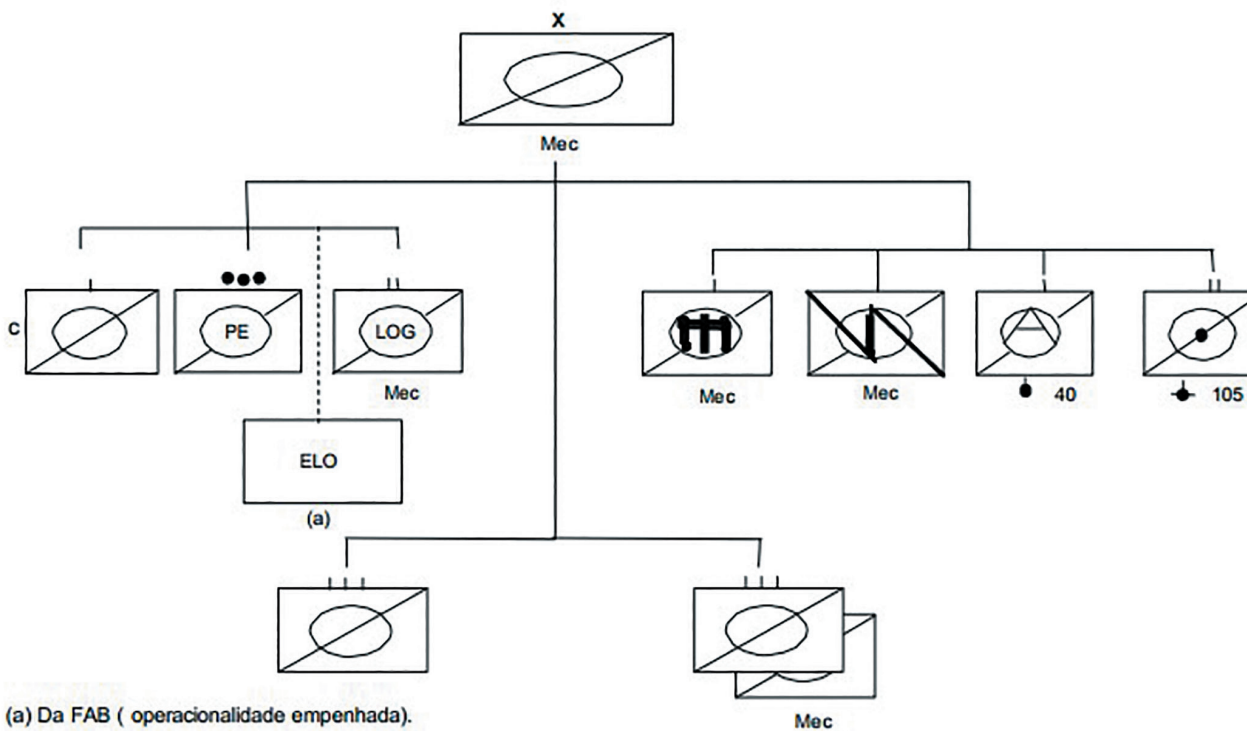 X
Mec
C
PE
LOG
Mec
ELO
(a)
Mec
Mec
40
105
Mec
(a) Da FAB ( operacionalidade empenhada).